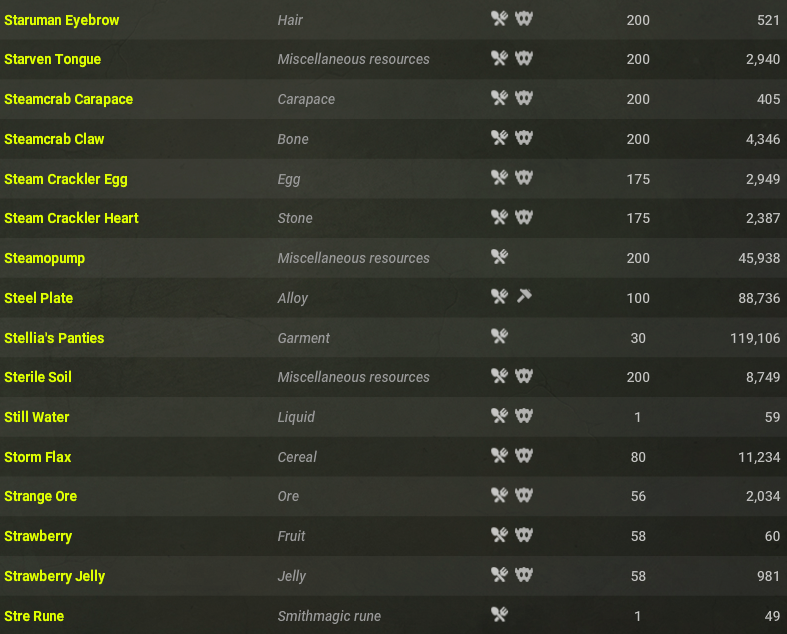 Staruman Eyebrow Hair 200 521
Starven Tongue Miscellaneous resources 200 2,940
Steamcrab Carapace Carapace 200 405
Steamcrab Claw Bone 200 4,346
Steam Crackler Egg Egg 175 2,949
Steam Crackler Heart Stone 175 2,387
Steamopump Miscellaneous resources 200 45,938
Steel Plate Alloy 100 88,736
Stellia's Panties Garment 30 119,106
Sterile Soil Miscellaneous resources 200 8,749
Still Water Liquid 1 59
Storm Flax Cereal 80 11,234
Strange Ore Ore 56 2,034
Strawberry Fruit 58 60
Strawberry Jelly Jelly 58 981
Stre Rune Smithmagic rune 1 49